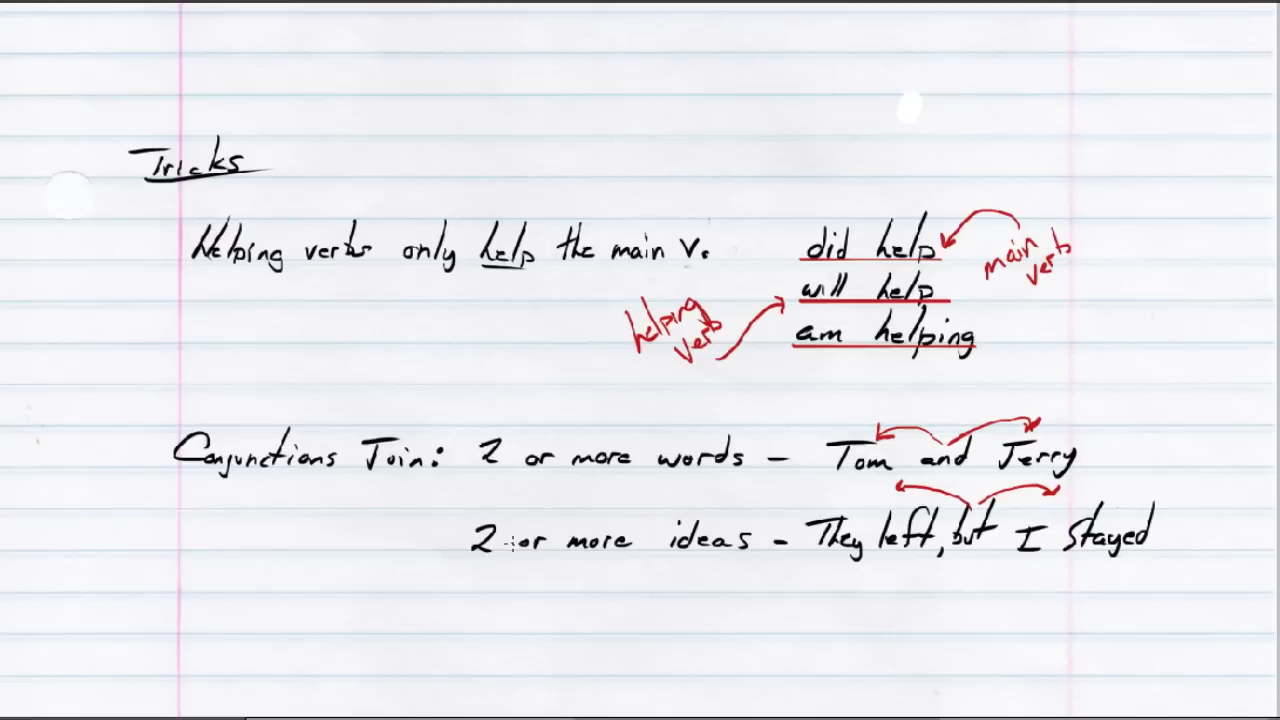 Tricks
Helping verbs only help the main v. did help
main verb
will help
helping verb
am helping
Conjunctions Join: 2 or more words - Tom and Jerry
2 or more ideas - They left, but I stayed